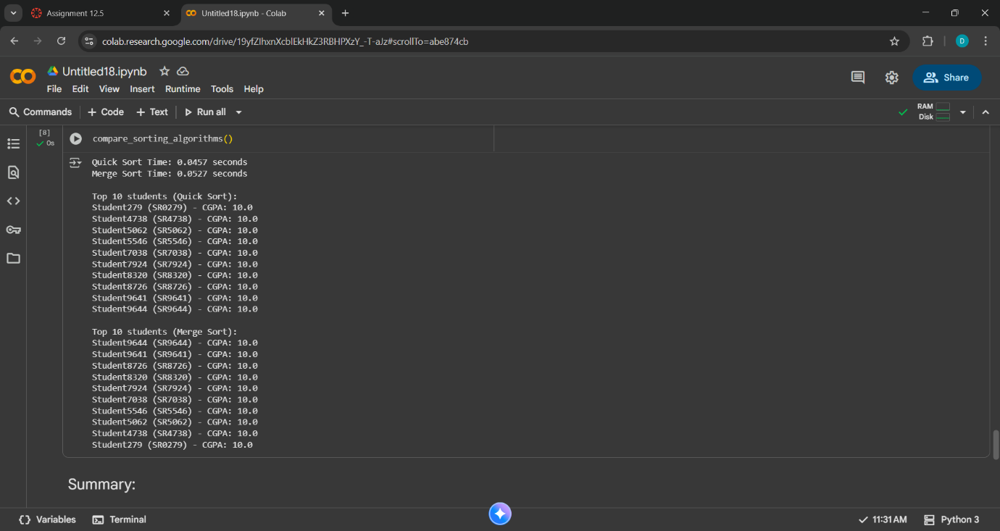 Assignment 12.5
Untitled18.ipynb - Colab
colab.research.google.com/drive/19yfZIhxnXcblEkHkZ3RBHPXzY_-T-aJz#scrollTo=abe874cb
D
Untitled18.ipynb
File Edit View Insert Runtime Tools Help
Share
Commands + Code + Text Run all
RAM
Disk
[8]
0s
compare_sorting_algorithms()
Quick Sort Time: 0.0457 seconds
Merge Sort Time: 0.0527 seconds
Top 10 students (Quick Sort):
Student279 (SR0279) - CGPA: 10.0
Student4738 (SR4738) - CGPA: 10.0
Student5062 (SR5062) - CGPA: 10.0
Student5546 (SR5546) - CGPA: 10.0
Student7038 (SR7038) - CGPA: 10.0
Student7924 (SR7924) - CGPA: 10.0
Student8320 (SR8320) - CGPA: 10.0
Student8726 (SR8726) - CGPA: 10.0
Student9641 (SR9641) - CGPA: 10.0
Student9644 (SR9644) - CGPA: 10.0
Top 10 students (Merge Sort):
Student9644 (SR9644) - CGPA: 10.0
Student9641 (SR9641) - CGPA: 10.0
Student8726 (SR8726) - CGPA: 10.0
Student8320 (SR8320) - CGPA: 10.0
Student7924 (SR7924) - CGPA: 10.0
Student7038 (SR7038) - CGPA: 10.0
Student5546 (SR5546) - CGPA: 10.0
Student5062 (SR5062) - CGPA: 10.0
Student4738 (SR4738) - CGPA: 10.0
Student279 (SR0279) - CGPA: 10.0
Summary:
Variables Terminal
11:31 AM Python 3